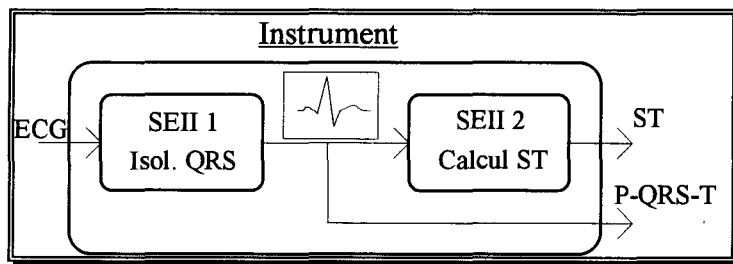 Instrument
ECG
SEII 1
Isol. QRS
SEII 2
Calcul ST
ST
P-QRS-T